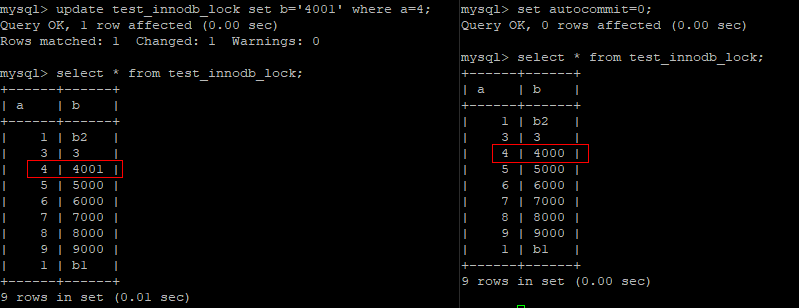 mysql> update test_innodb_lock set b='4001' where a=4;
Query OK, 1 row affected (0.00 sec)
Rows matched: 1  Changed: 1  Warnings: 0
mysql> select * from test_innodb_lock;
+------+------+
| a    | b    |
+------+------+
|    1 | b2   |
|    3 | 3    |
|    4 | 4001 |
|    5 | 5000 |
|    6 | 6000 |
|    7 | 7000 |
|    8 | 8000 |
|    9 | 9000 |
|    1 | b1   |
+------+------+
9 rows in set (0.01 sec)
mysql> set autocommit=0;
Query OK, 0 rows affected (0.00 sec)
mysql> select * from test_innodb_lock;
+------+------+
| a    | b    |
+------+------+
|    1 | b2   |
|    3 | 3    |
|    4 | 4000 |
|    5 | 5000 |
|    6 | 6000 |
|    7 | 7000 |
|    8 | 8000 |
|    9 | 9000 |
|    1 | b1   |
+------+------+
9 rows in set (0.00 sec)